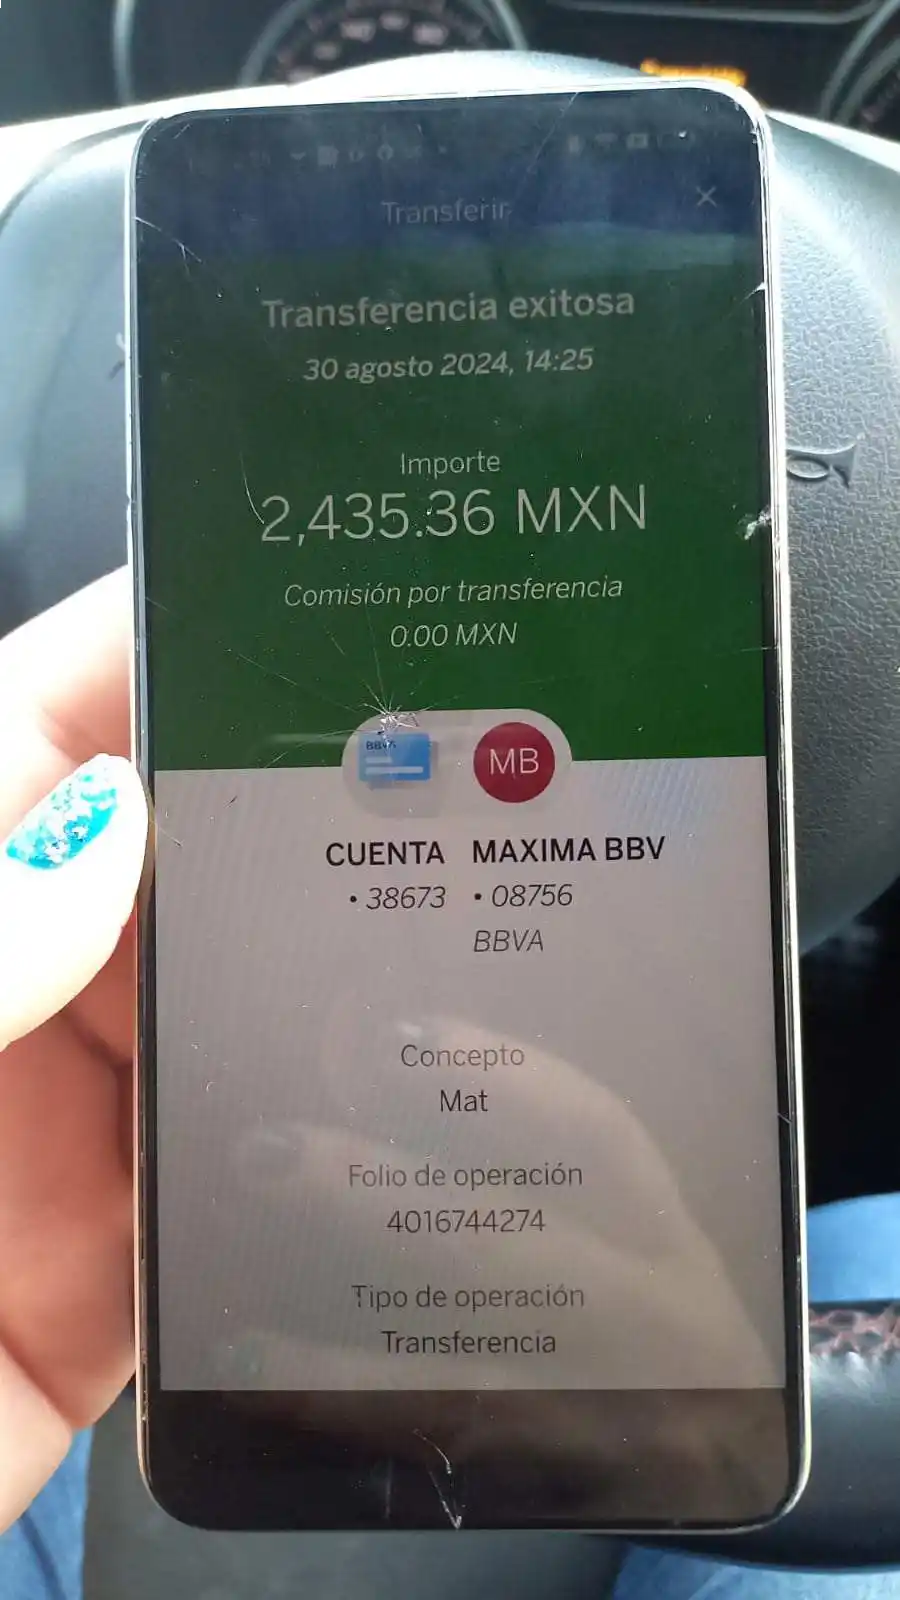 Transferir
Transferencia exitosa
30 agosto 2024, 14:25
Importe
2,435.36 MXN
Comisión por transferencia
0.00 MXN
BBVA
MB
CUENTA MAXIMA BBV
• 38673 • 08756
BBVA
Concepto
Mat
Folio de operación
4016744274
Tipo de operación
Transferencia